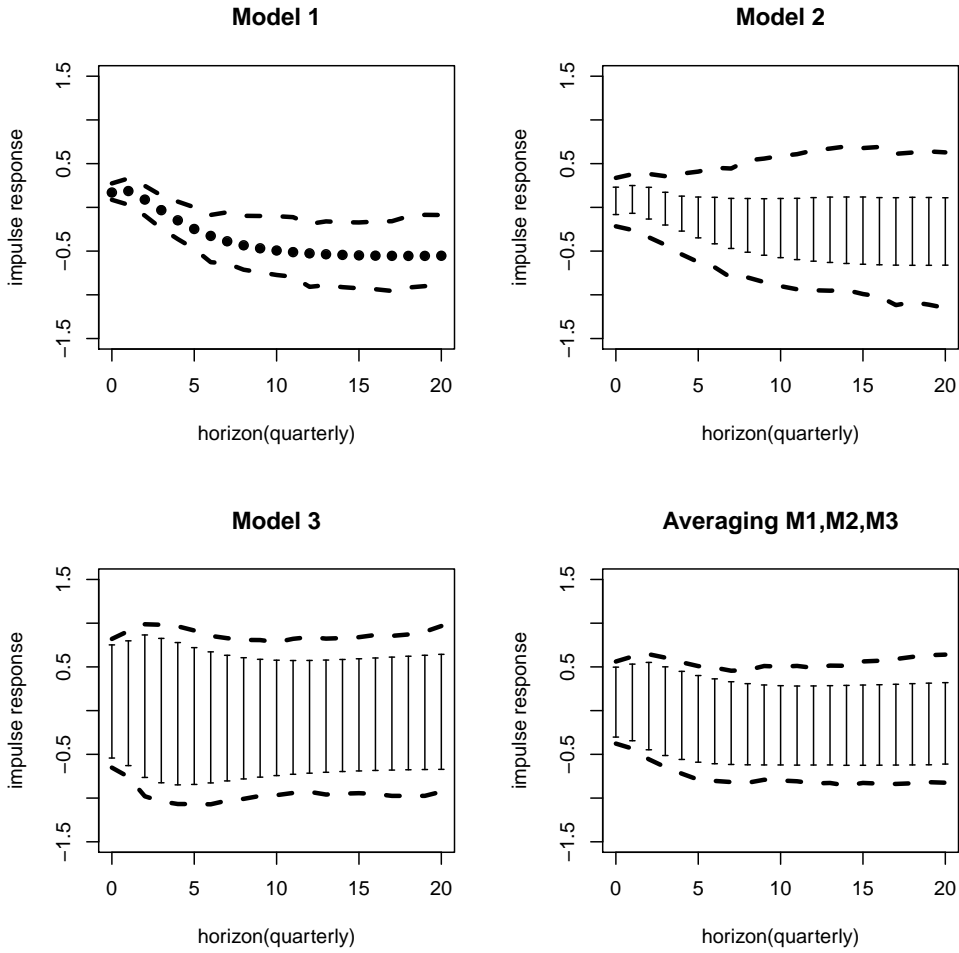 Model 1
impulse response
1.5
0.5
−0.5
−1.5
0 5 10 15 20
horizon(quarterly)
Model 2
impulse response
1.5
0.5
−0.5
−1.5
0 5 10 15 20
horizon(quarterly)
Model 3
impulse response
1.5
0.5
−0.5
−1.5
0 5 10 15 20
horizon(quarterly)
Averaging M1,M2,M3
impulse response
1.5
0.5
−0.5
−1.5
0 5 10 15 20
horizon(quarterly)